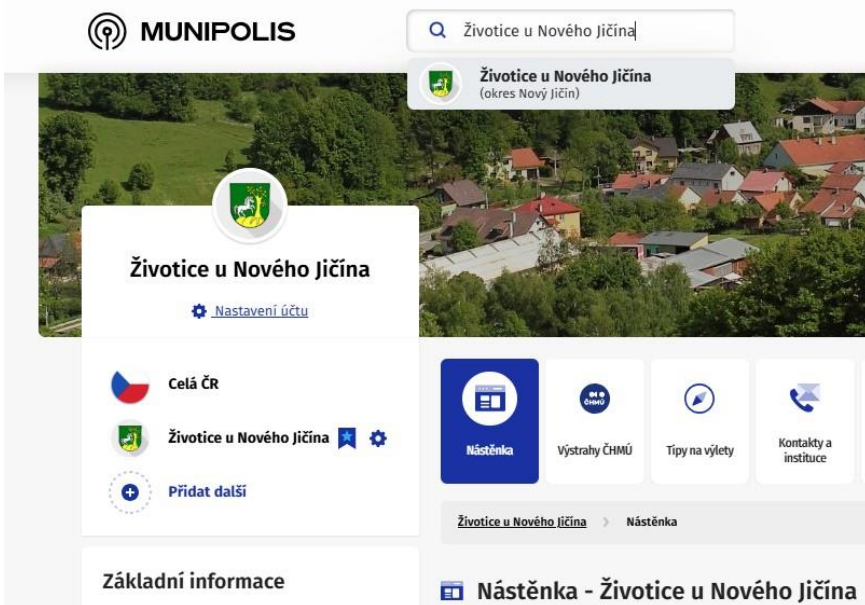 MUNIPOLIS
Životice u Nového Jičína
Životice u Nového Jičína
(okres Nový Jičín)
Životice u Nového Jičína
Nastavení účtu
Celá ČR
Životice u Nového Jičína
Přidat další
Základní informace
ČHMÚ
Nástěnka
Výstrahy ČHMÚ
Tipy na výlety
Kontakty a
instituce
Životice u Nového Jičína > Nástěnka
Nástěnka - Životice u Nového Jičína